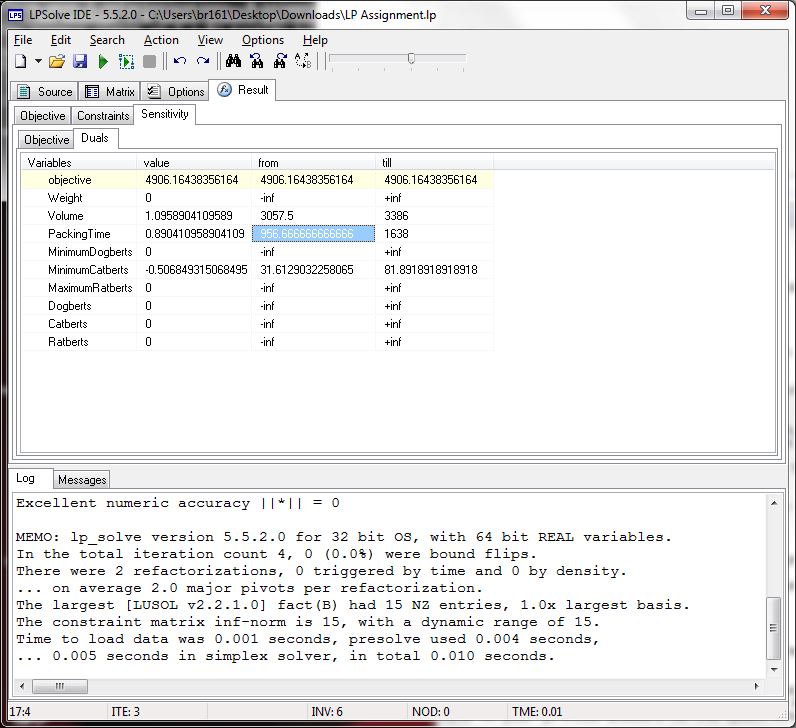 LPSolve IDE - 5.5.2.0 - C:\Users\br161\Desktop\Downloads\LP Assignment.lp
File Edit Search Action View Options Help
Source Matrix Options Result
Objective Constraints Sensitivity
Objective Duals
Variables value from till
objective 4906.16438356164 4906.16438356164 4906.16438356164
Weight 0 -inf +inf
Volume 1.0958904109589 3057.5 3386
PackingTime 0.890410958904109 956.666666666666 1638
MinimumDogberts 0 -inf +inf
MinimumCatberts -0.506849315068495 31.6129032258065 81.8918918918918
MaximumRatberts 0 -inf +inf
Dogberts 0 -inf +inf
Catberts 0 -inf +inf
Ratberts 0 -inf +inf
Log Messages
Excellent numeric accuracy ||*|| = 0
MEMO: lp_solve version 5.5.2.0 for 32 bit OS, with 64 bit REAL variables.
In the total iteration count 4, 0 (0.0%) were bound flips.
There were 2 refactorizations, 0 triggered by time and 0 by density.
... on average 2.0 major pivots per refactorization.
The largest [LUSOL v2.2.1.0] fact(B) had 15 NZ entries, 1.0x largest basis.
The constraint matrix inf-norm is 15, with a dynamic range of 15.
Time to load data was 0.001 seconds, presolve used 0.004 seconds,
... 0.005 seconds in simplex solver, in total 0.010 seconds.
17:4 ITE: 3 INV: 6 NOD: 0 TME: 0.01